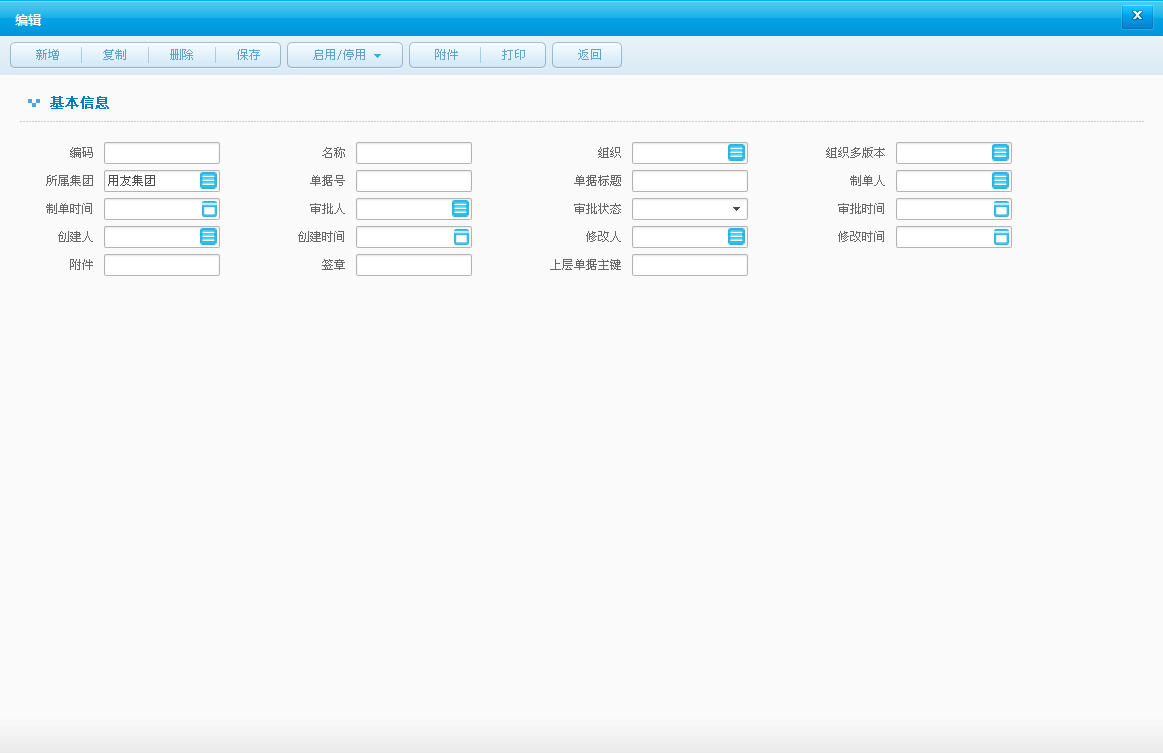 编辑 x
新增 复制 删除 保存 启用/停用 附件 打印 返回
基本信息
编码 名称 组织 组织多版本
所属集团 用友集团 单据号 单据标题 制单人
制单时间 审批人 审批状态 审批时间
创建人 创建时间 修改人 修改时间
附件 签章 上层单据主键